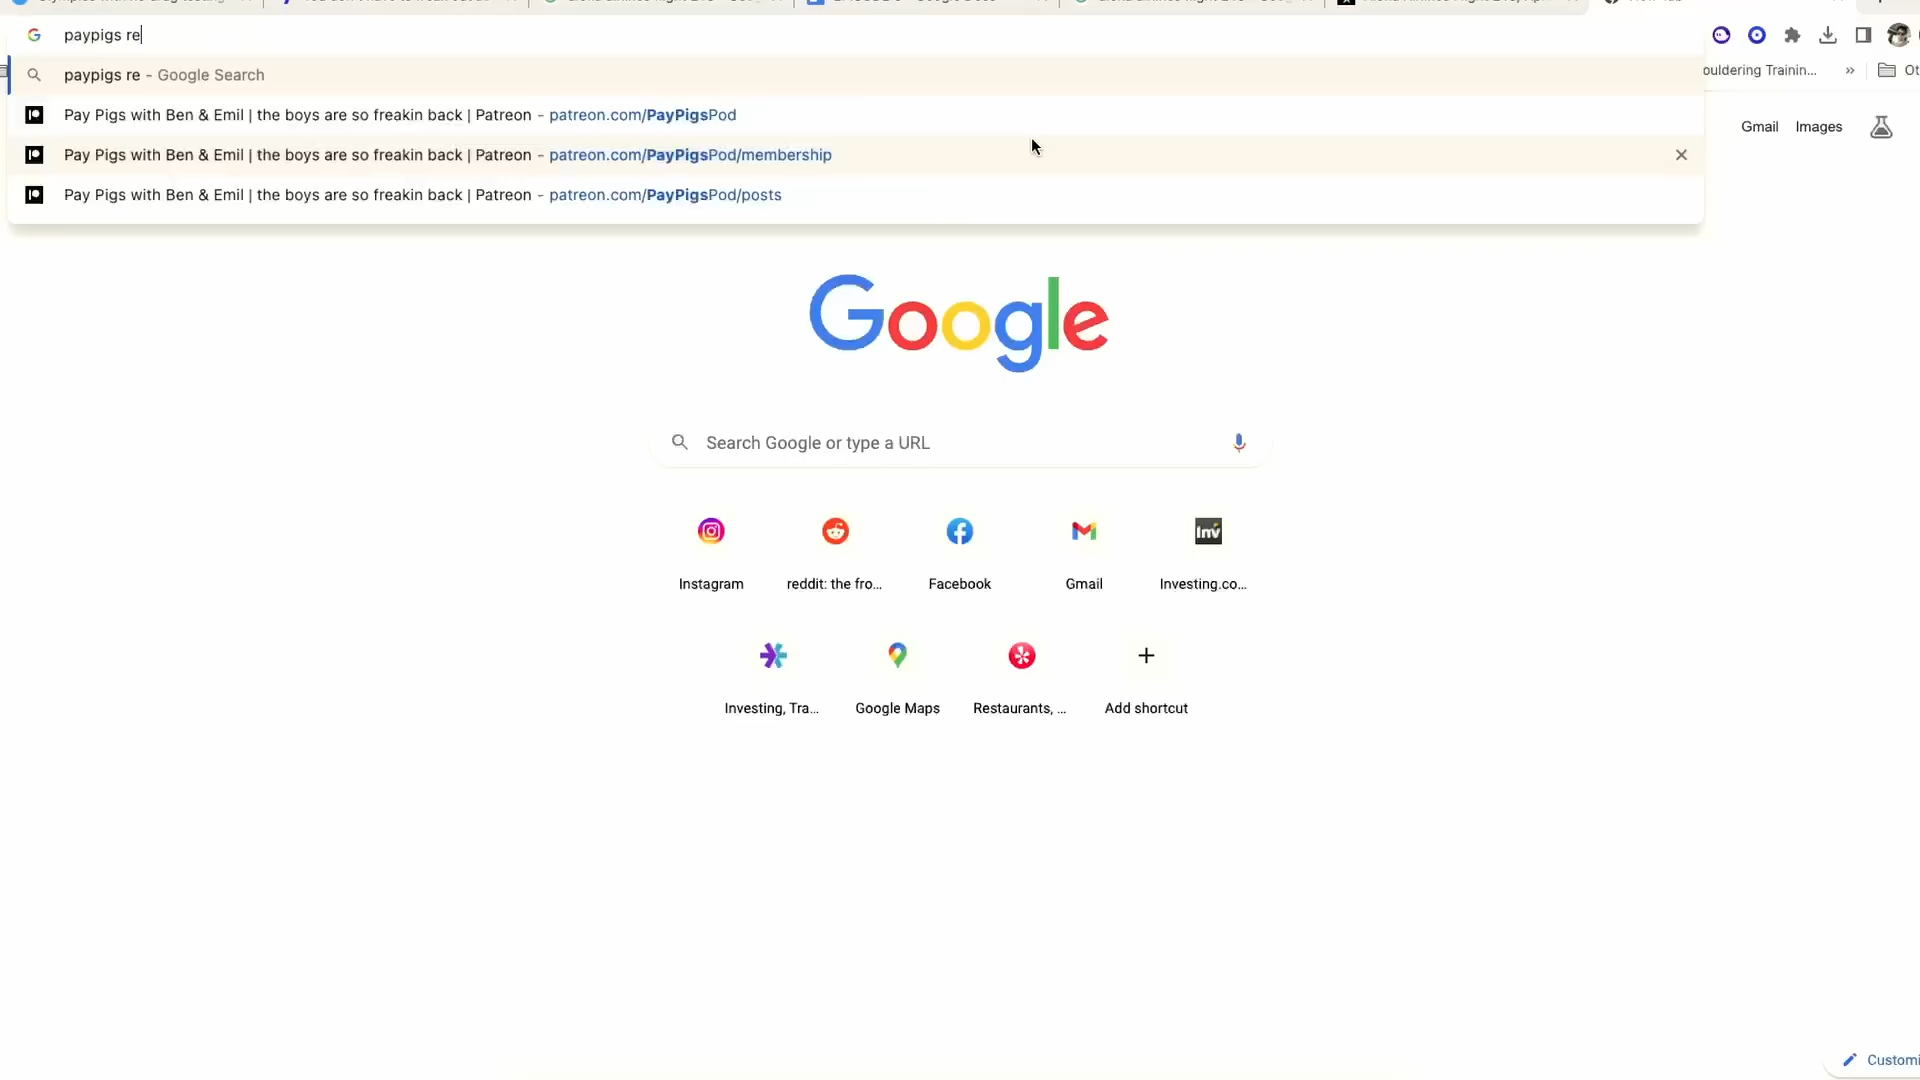 paypigs re
paypigs re - Google Search
ouldering Trainin...
»
Ot
Pay Pigs with Ben & Emil | the boys are so freakin back | Patreon - patreon.com/PayPigsPod
Gmail
Images
Pay Pigs with Ben & Emil | the boys are so freakin back | Patreon - patreon.com/PayPigsPod/membership
Pay Pigs with Ben & Emil | the boys are so freakin back | Patreon - patreon.com/PayPigsPod/posts
Google
Search Google or type a URL
Inv
Instagram
reddit: the fro...
Facebook
Gmail
Investing.co...
Investing, Tra...
Google Maps
Restaurants, ...
Add shortcut
Customi